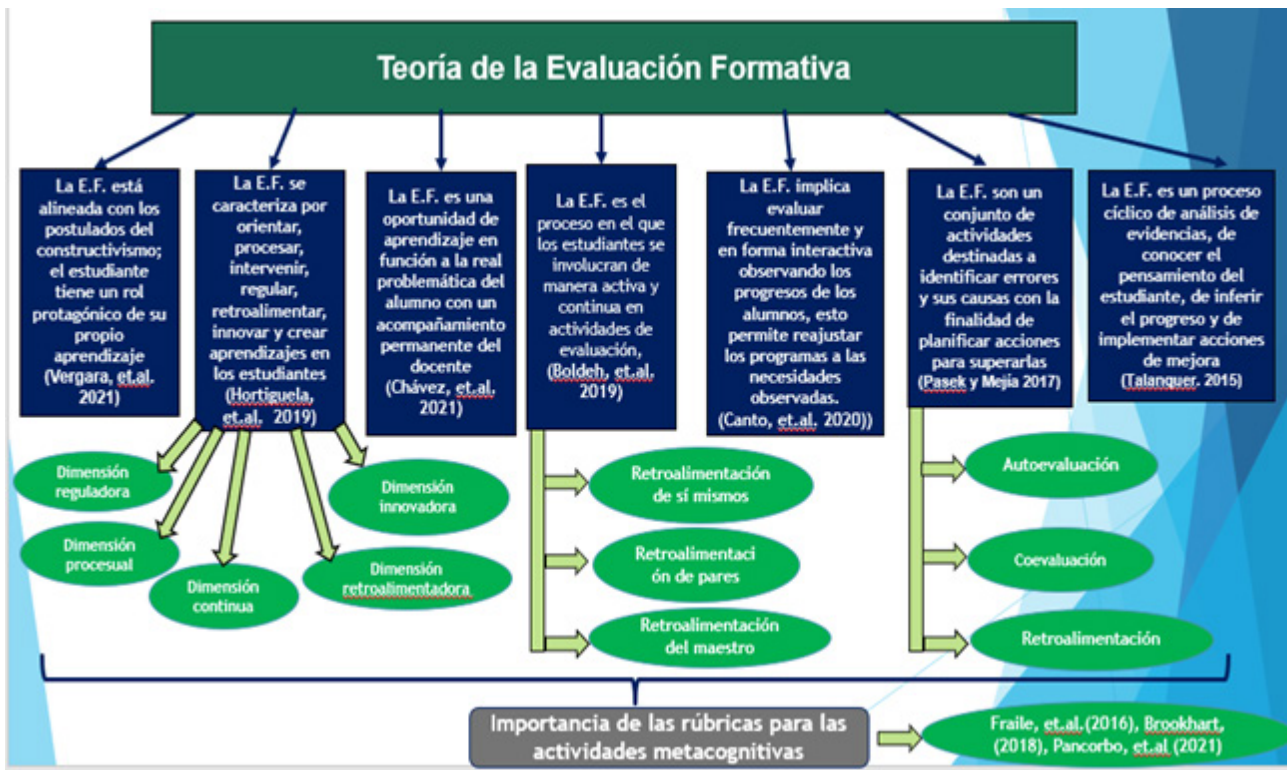 Teoría de la Evaluación Formativa
La E.F. está
alineada con los
postulados del
constructivismo;
el estudiante
tiene un rol
protagónico de su
propio
aprendizaje
(Vergara, et.al.
2021)
La E.F. se
caracteriza por
orientar,
procesar,
intervenir,
regular,
retroalimentar,
innovar y crear
aprendizajes en
los estudiantes
(Hortiguela,
et.al. 2019)
La E.F. es una
oportunidad de
aprendizaje en
función a la real
problemática del
alumno con un
acompañamiento
permanente del
docente
(Chávez, et.al.
2021)
La E.F. es el
proceso en el que
los estudiantes se
involucran de
manera activa y
continua en
actividades de
evaluación,
(Boldeh, et.al.
2019)
La E.F. implica
evaluar
frecuentemente y
en forma interactiva
observando los
progresos de los
alumnos, esto
permite reajustar
los programas a las
necesidades
observadas.
(Canto, et.al. 2020))
La E.F. son un
conjunto de
actividades
destinadas a
identificar errores
y sus causas con la
finalidad de
planificar acciones
para superarlas
(Pasek y Mejía 2017)
La E.F. es un proceso
cíclico de análisis de
evidencias, de
conocer el
pensamiento del
estudiante, de inferir
el progreso y de
implementar acciones
de mejora
(Talanquer. 2015)
Dimensión
reguladora
Dimensión
procesual
Dimensión
continua
Dimensión
innovadora
Dimensión
retroalimentadora
Retroalimentación
de sí mismos
Retroalimentaci
ón de pares
Retroalimentación
del maestro
Autoevaluación
Coevaluación
Retroalimentación
Importancia de las rúbricas para las
actividades metacognitivas
Fraile, et.al.(2016), Brookhart,
(2018), Pancorbo, et.al (2021)